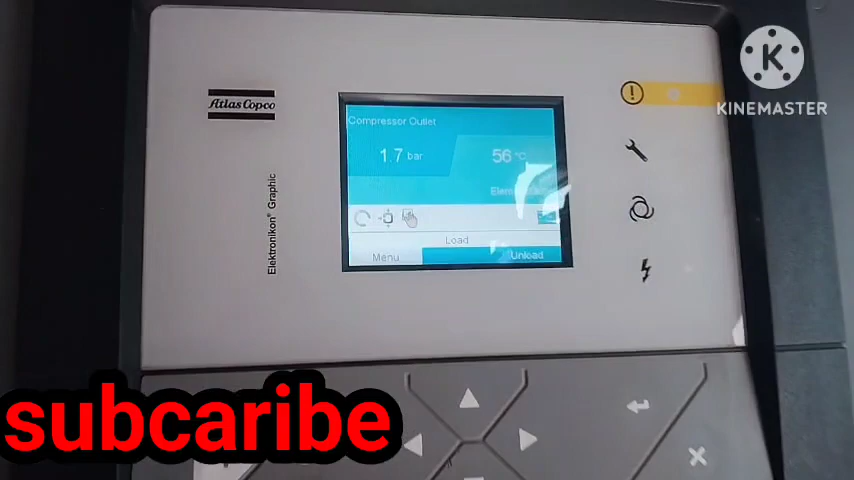 Atlas Copco
Elektronikon® Graphic
Compressor Outlet
1.7 bar
56 °C
Load
Menu
Unload
KINEMASTER
subcaribe